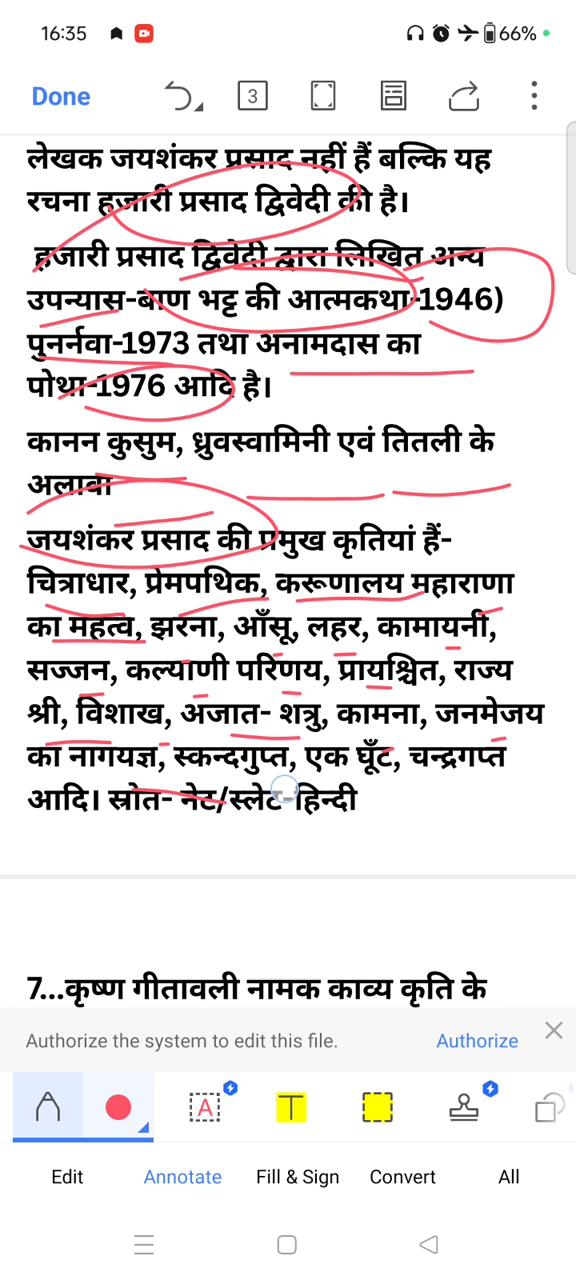 16:35
66%
Done
3
लेखक जयशंकर प्रसाद नहीं हैं बल्कि यह
रचना हजारी प्रसाद द्विवेदी की है।
हजारी प्रसाद द्विवेदी द्वारा लिखित अन्य
उपन्यास-बाण भट्ट की आत्मकथा-1946)
पुनर्नवा-1973 तथा अनामदास का
पोथा-1976 आदि है।
कानन कुसुम, ध्रुवस्वामिनी एवं तितली के
अलावा
जयशंकर प्रसाद की प्रमुख कृतियां हैं-
चित्राधार, प्रेमपथिक, करूणालय महाराणा
का महत्व, झरना, आँसू, लहर, कामायनी,
सज्जन, कल्याणी परिणय, प्रायश्चित, राज्य
श्री, विशाख, अजात- शत्रु, कामना, जनमेजय
का नागयज्ञ, स्कन्दगुप्त, एक घूँट, चन्द्रगप्त
आदि। स्रोत- नेट/स्लेट-हिन्दी
7...कृष्ण गीतावली नामक काव्य कृति के
Authorize the system to edit this file.
Authorize
A
T
Edit
Annotate
Fill & Sign
Convert
All